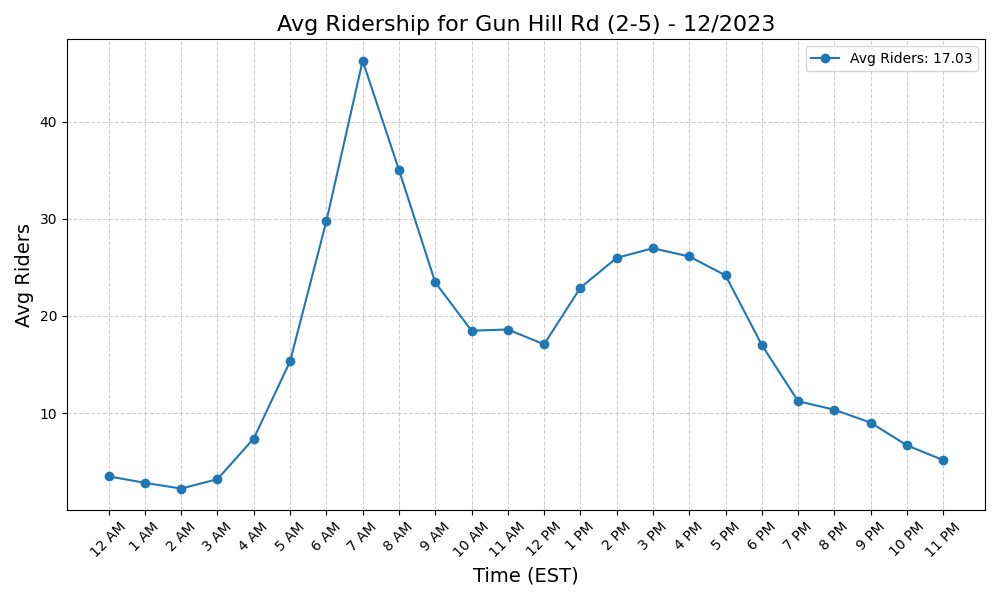 Avg Ridership for Gun Hill Rd (2-5) - 12/2023
Avg Riders: 17.03
Avg Riders
40
30
20
10
12 AM
1 AM
2 AM
3 AM
4 AM
5 AM
6 AM
7 AM
8 AM
9 AM
10 AM
11 AM
12 PM
1 PM
2 PM
3 PM
4 PM
5 PM
6 PM
7 PM
8 PM
9 PM
10 PM
11 PM
Time (EST)